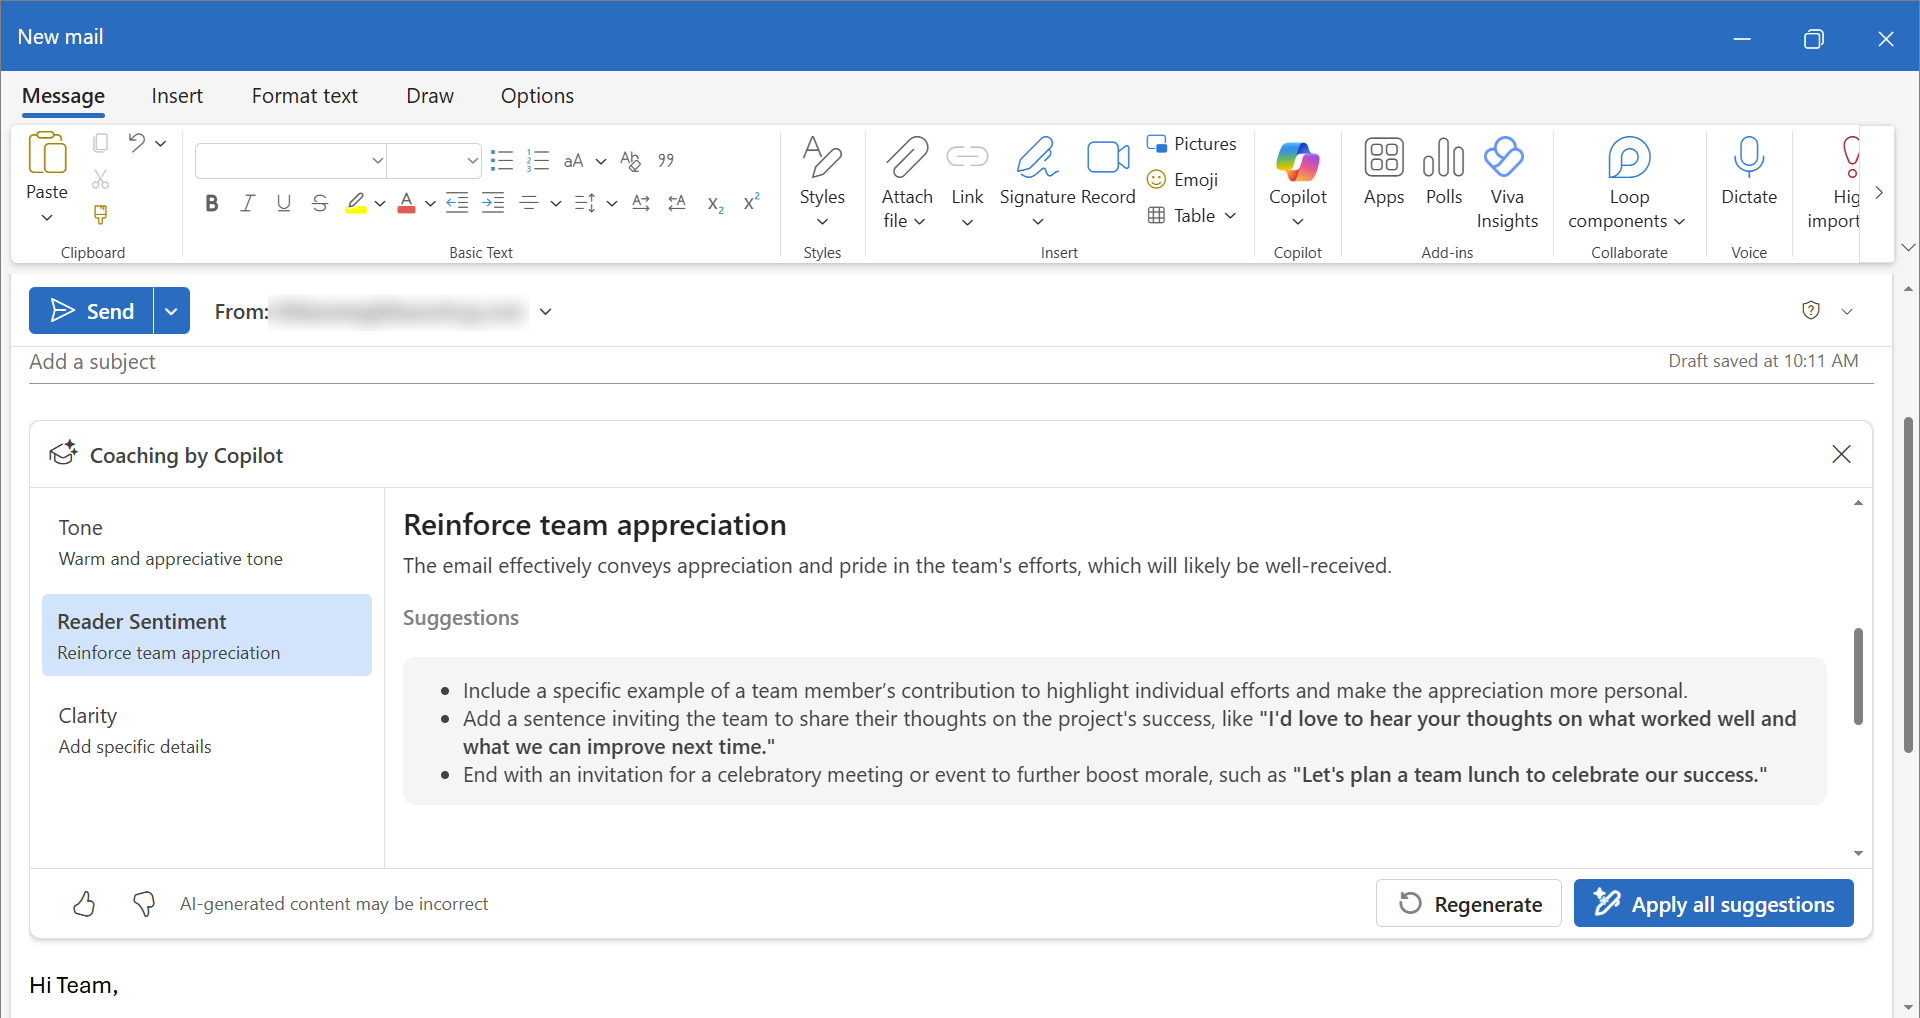 New mail
Message Insert Format text Draw Options
Paste
Clipboard
aA
B I U S A
x₂ x²
Basic Text
Styles
Styles
Attach file
Link
Signature
Record
Pictures
Emoji
Table
Insert
Copilot
Copilot
Apps
Polls
Viva Insights
Add-ins
Loop components
Collaborate
Dictate
Voice
Send
From:
Add a subject
Draft saved at 10:11 AM
Coaching by Copilot
Tone
Warm and appreciative tone
Reader Sentiment
Reinforce team appreciation
Clarity
Add specific details
Reinforce team appreciation
The email effectively conveys appreciation and pride in the team's efforts, which will likely be well-received.
Suggestions
• Include a specific example of a team member’s contribution to highlight individual efforts and make the appreciation more personal.
• Add a sentence inviting the team to share their thoughts on the project's success, like "I'd love to hear your thoughts on what worked well and
what we can improve next time."
• End with an invitation for a celebratory meeting or event to further boost morale, such as "Let's plan a team lunch to celebrate our success."
AI-generated content may be incorrect
Regenerate
Apply all suggestions
Hi Team,